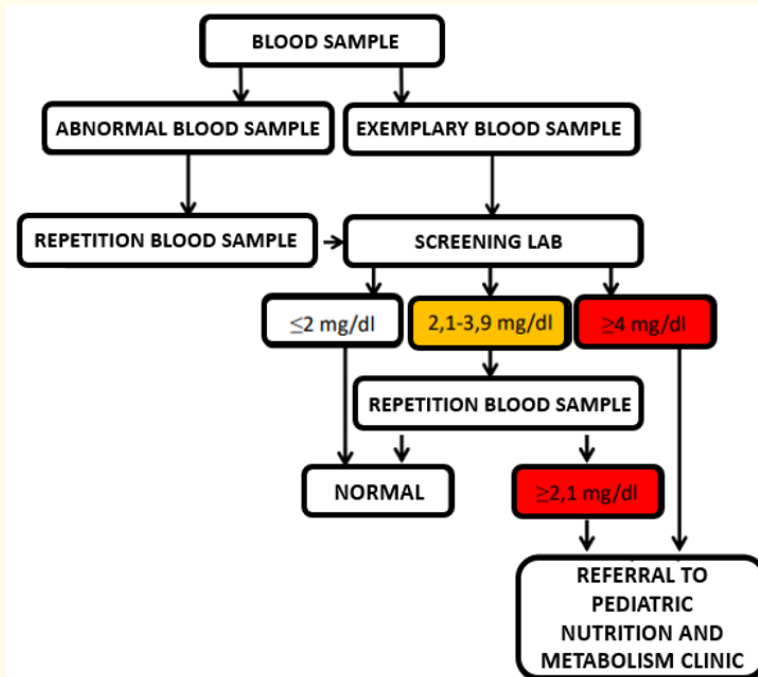 BLOOD SAMPLE
ABNORMAL BLOOD SAMPLE
EXEMPLARY BLOOD SAMPLE
REPETITION BLOOD SAMPLE
SCREENING LAB
≤2 mg/dl
2,1-3,9 mg/dl
≥4 mg/dl
REPETITION BLOOD SAMPLE
NORMAL
≥2,1 mg/dl
REFERRAL TO
PEDIATRIC
NUTRITION AND
METABOLISM CLINIC